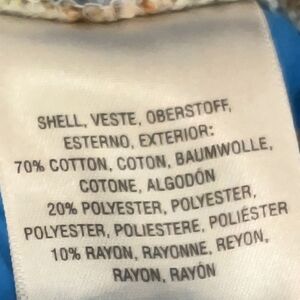 SHELL, VESTE, OBERSTOFF,
ESTERNO, EXTERIOR:
70% COTTON, COTON, BAUMWOLLE,
COTONE, ALGODÓN
20% POLYESTER, POLYESTER,
POLYESTER, POLIESTERE, POLIÉSTER
10% RAYON, RAYONNE, REYON,
RAYON, RAYÓN